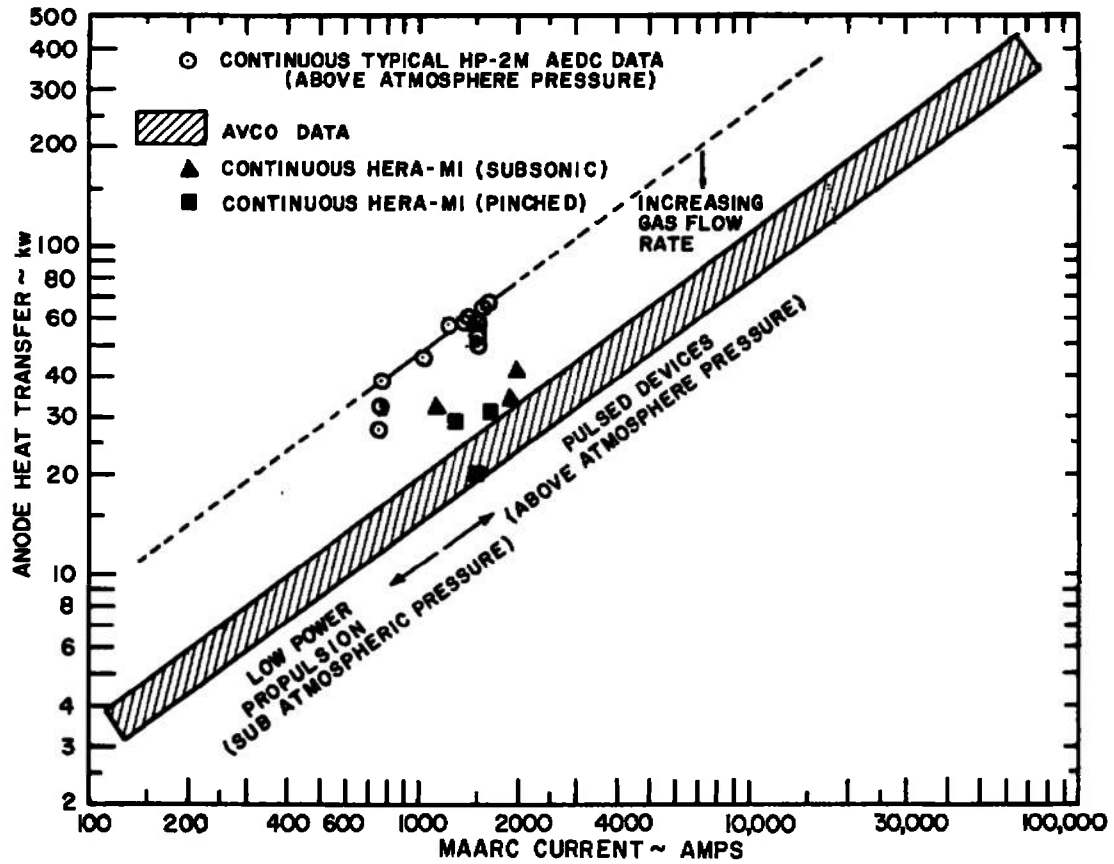 500
400
300
200
100
80
60
40
30
20
10
8
6
4
3
2
ANODE HEAT TRANSFER ~ kw
CONTINUOUS TYPICAL HP-2M AEDC DATA
(ABOVE ATMOSPHERE PRESSURE)
AVCO DATA
CONTINUOUS HERA-MI (SUBSONIC)
CONTINUOUS HERA-MI (PINCHED)
INCREASING
GAS FLOW
RATE
PULSED DEVICES
(ABOVE ATMOSPHERE PRESSURE)
LOW POWER
PROPULSION
(SUB ATMOSPHERIC PRESSURE)
100 200 400 600 1000 2000 4000 10,000 30,000 100,000
MAARC CURRENT ~ AMPS